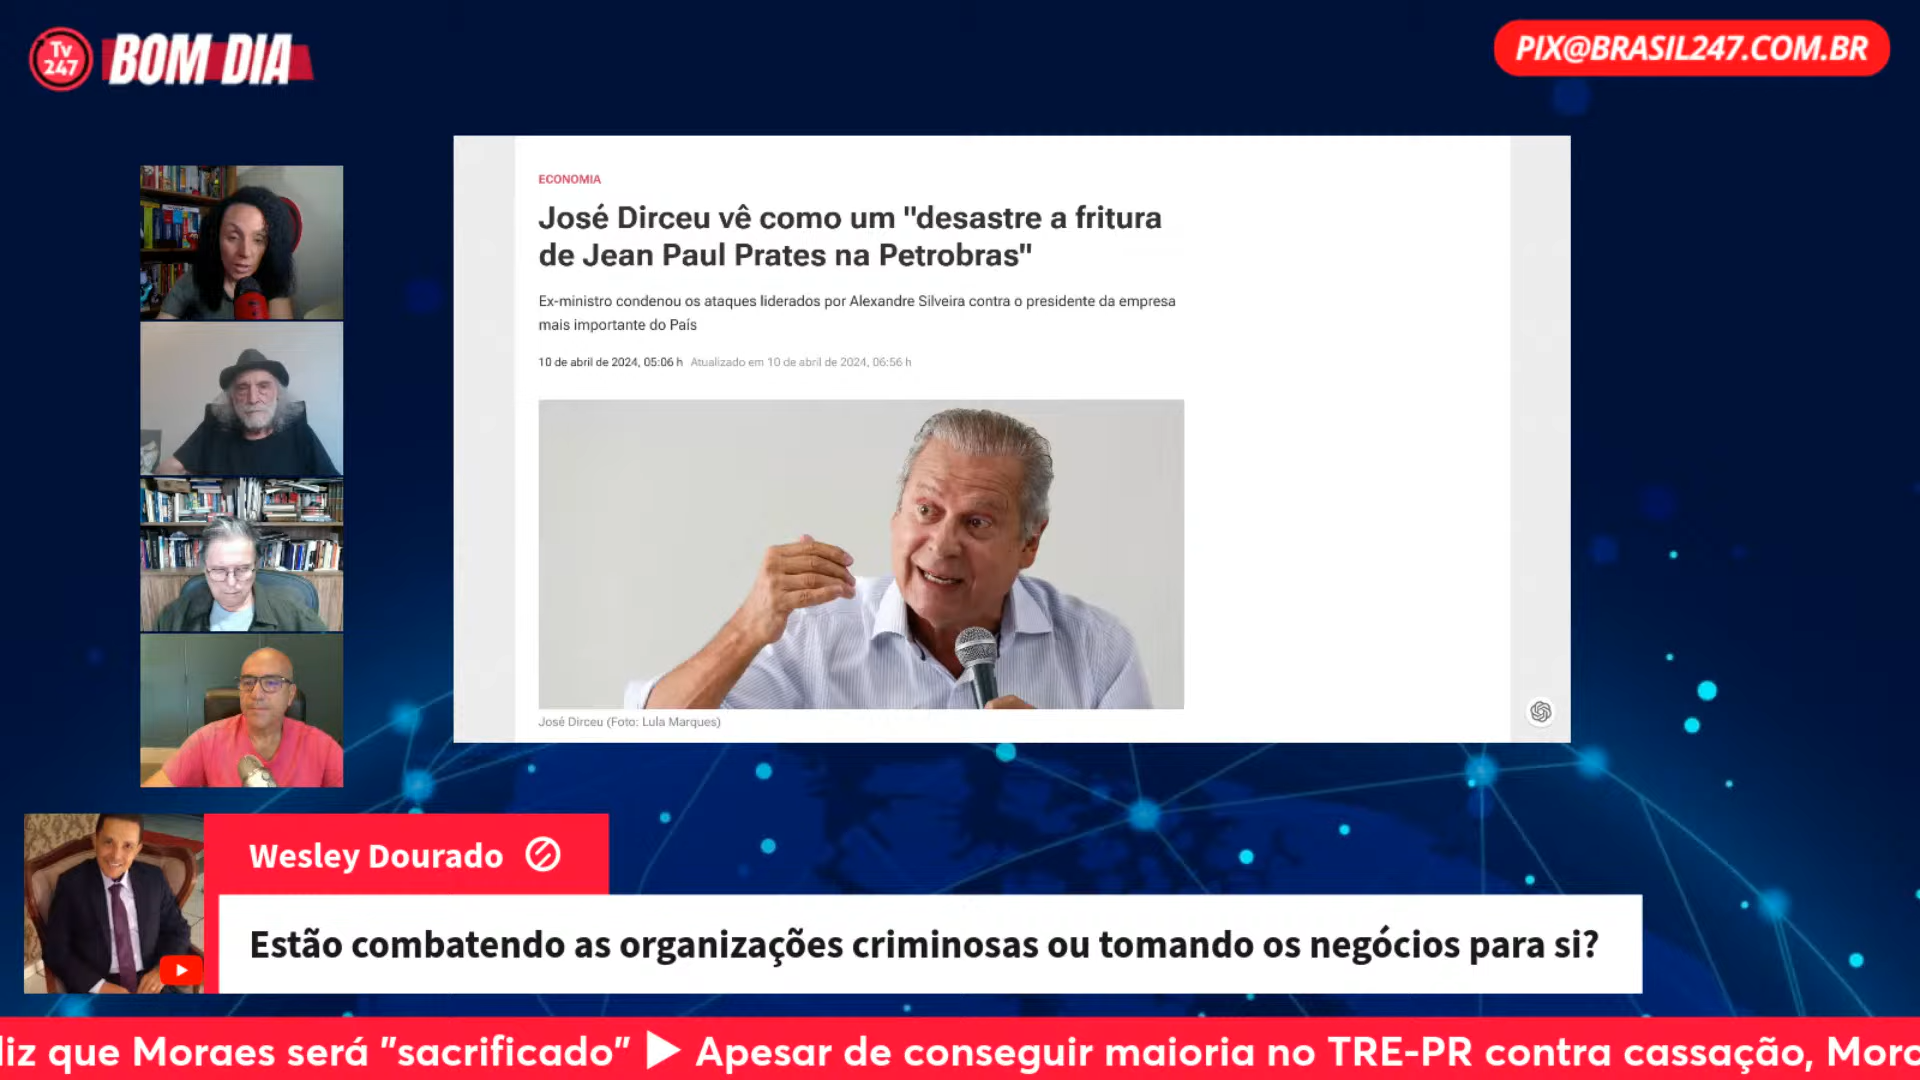 Tv
247
BOM DIA
PIX@BRASIL247.COM.BR
ECONOMIA
José Dirceu vê como um "desastre a fritura
de Jean Paul Prates na Petrobras"
Ex-ministro condenou os ataques liderados por Alexandre Silveira contra o presidente da empresa
mais importante do País
10 de abril de 2024, 05:06 h Atualizado em 10 de abril de 2024, 06:56 h
José Dirceu (Foto: Lula Marques)
Wesley Dourado
Estão combatendo as organizações criminosas ou tomando os negócios para si?
diz que Moraes será "sacrificado" ▶ Apesar de conseguir maioria no TRE-PR contra cassação, Moro